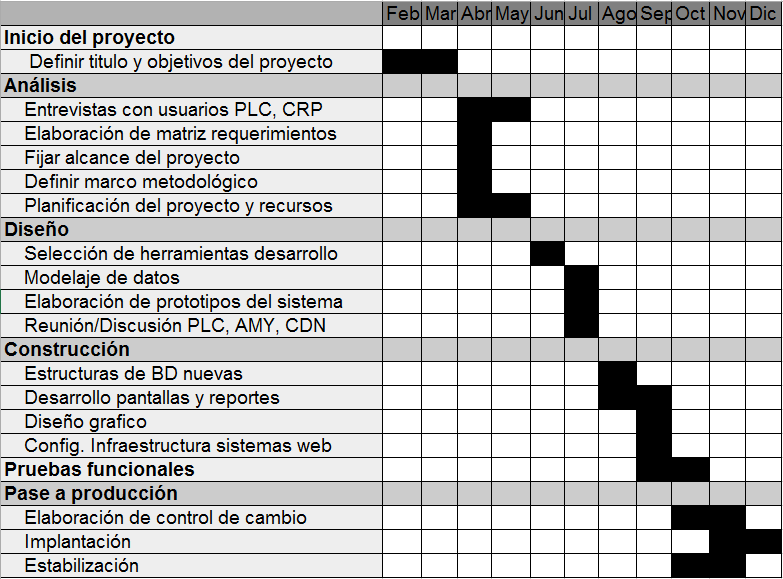 Feb Mar Abr May Jun Jul Ago Sep Oct Nov Dic
Inicio del proyecto
Definir titulo y objetivos del proyecto
Análisis
Entrevistas con usuarios PLC, CRP
Elaboración de matriz requerimientos
Fijar alcance del proyecto
Definir marco metodológico
Planificación del proyecto y recursos
Diseño
Selección de herramientas desarrollo
Modelaje de datos
Elaboración de prototipos del sistema
Reunión/Discusión PLC, AMY, CDN
Construcción
Estructuras de BD nuevas
Desarrollo pantallas y reportes
Diseño grafico
Config. Infraestructura sistemas web
Pruebas funcionales
Pase a producción
Elaboración de control de cambio
Implantación
Estabilización